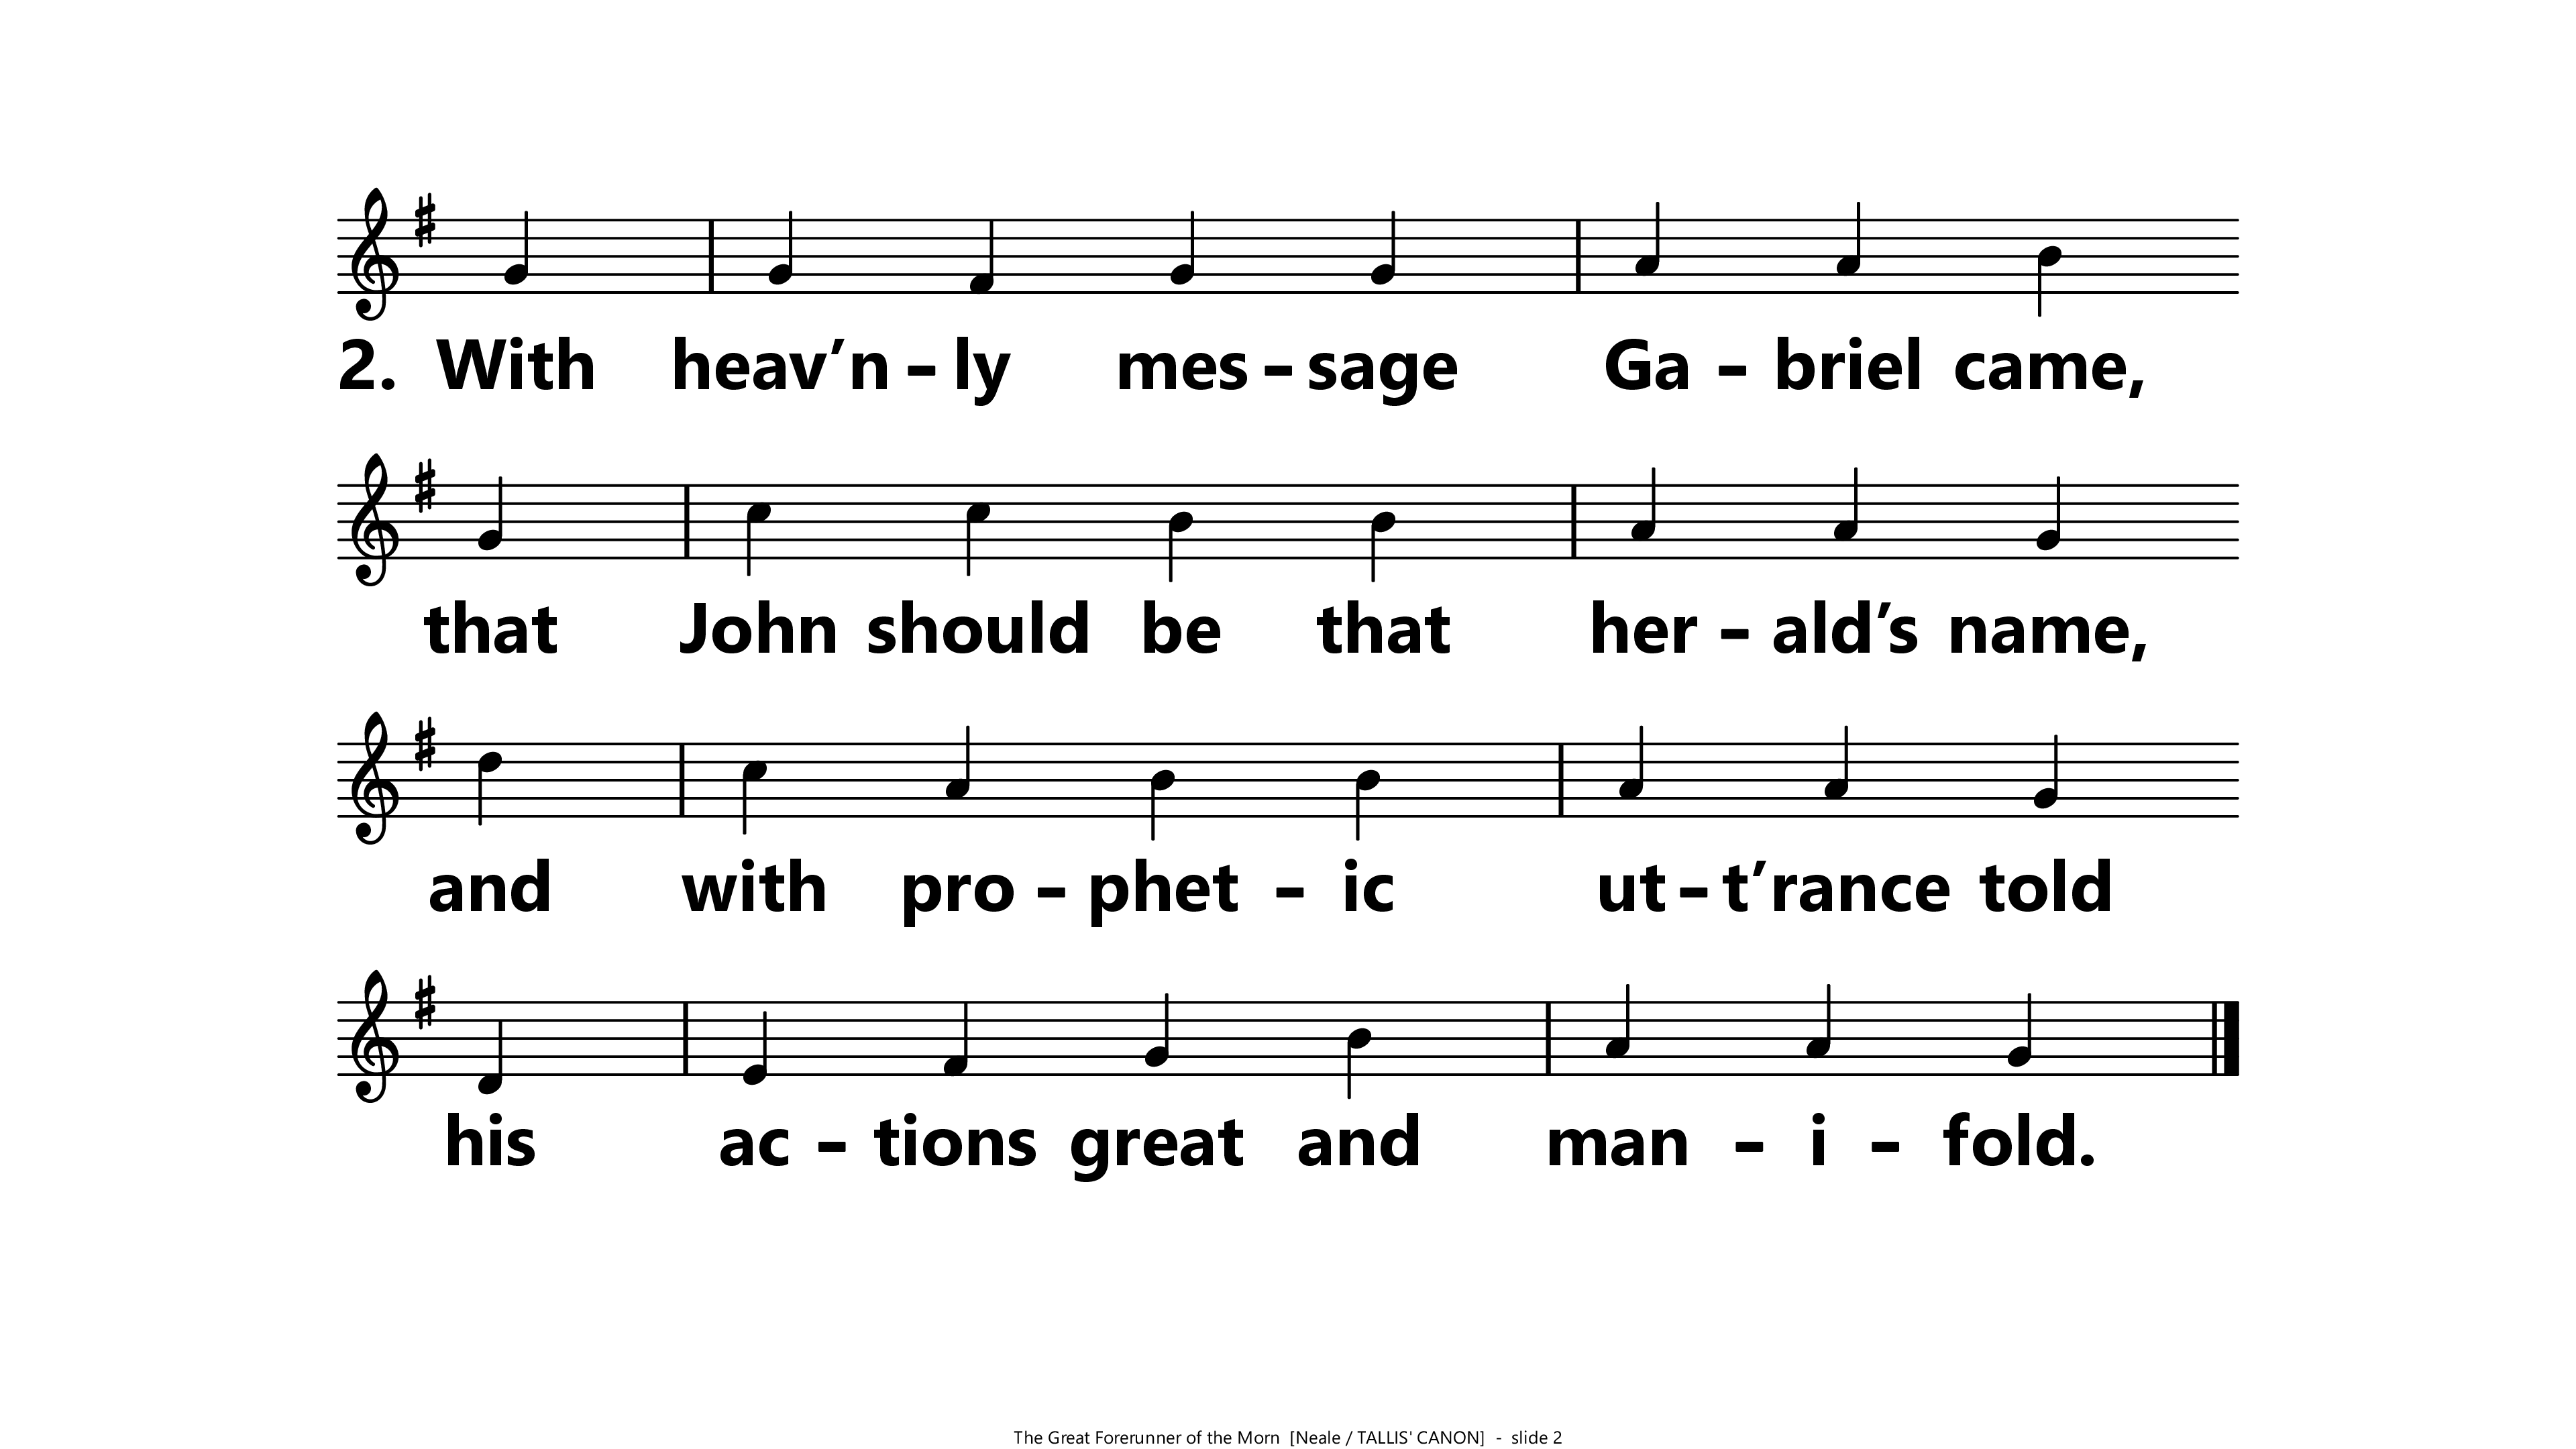 2. With heav’n – ly mes – sage Ga – briel came,
that John should be that her – ald’s name,
and with pro – phet – ic ut – t’rance told
his ac – tions great and man – i – fold.
The Great Forerunner of the Morn [Neale / TALLIS' CANON] - slide 2